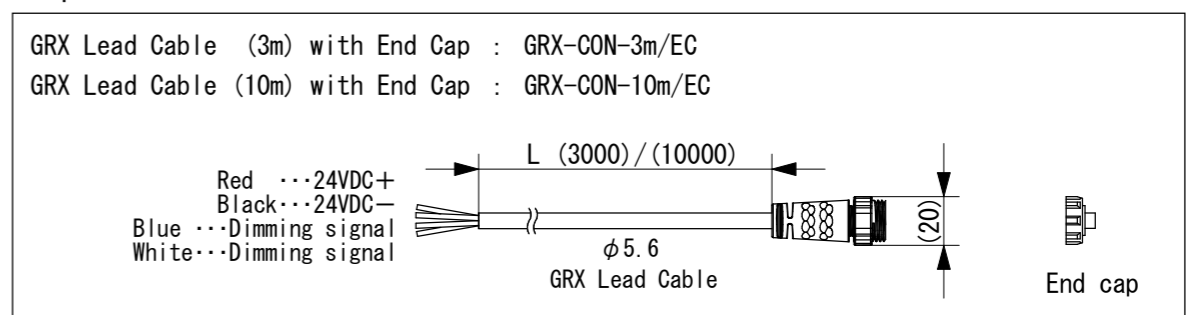 GRX Lead Cable (3m) with End Cap : GRX-CON-3m/EC
GRX Lead Cable (10m) with End Cap : GRX-CON-10m/EC
L (3000)/(10000)
Red ···24VDC+
Black···24VDC−
Blue ···Dimming signal
White···Dimming signal
(20)
φ5.6
GRX Lead Cable
End cap